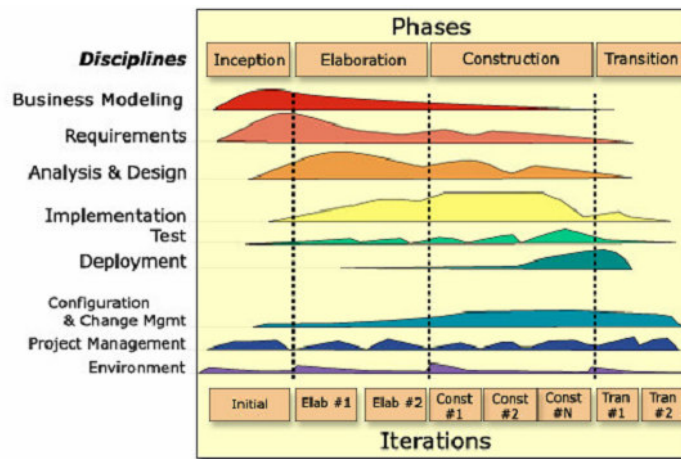 Phases
Disciplines
Inception
Elaboration
Construction
Transition
Business Modeling
Requirements
Analysis & Design
Implementation
Test
Deployment
Configuration
& Change Mgmt
Project Management
Environment
Initial
Elab #1
Elab #2
Const
#1
Const
#2
Const
#N
Tran
#1
Tran
#2
Iterations